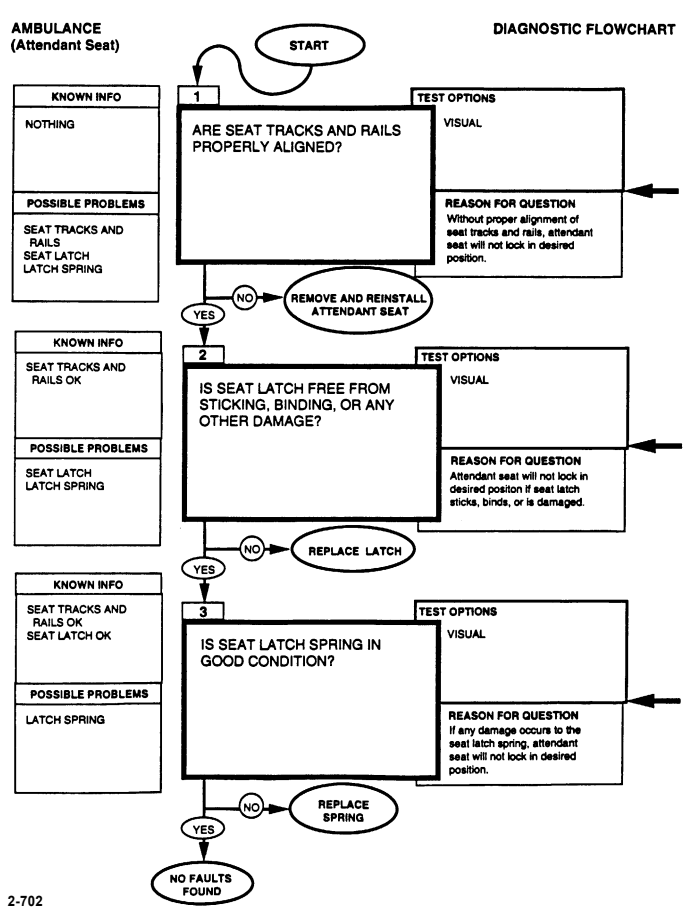 AMBULANCE
(Attendant Seat)
DIAGNOSTIC FLOWCHART
START
KNOWN INFO
NOTHING
POSSIBLE PROBLEMS
SEAT TRACKS AND
RAILS
SEAT LATCH
LATCH SPRING
1
ARE SEAT TRACKS AND RAILS
PROPERLY ALIGNED?
TEST OPTIONS
VISUAL
REASON FOR QUESTION
Without proper alignment of
seat tracks and rails, attendant
seat will not lock in desired
position.
NO
REMOVE AND REINSTALL
ATTENDANT SEAT
YES
KNOWN INFO
SEAT TRACKS AND
RAILS OK
POSSIBLE PROBLEMS
SEAT LATCH
LATCH SPRING
2
IS SEAT LATCH FREE FROM
STICKING, BINDING, OR ANY
OTHER DAMAGE?
TEST OPTIONS
VISUAL
REASON FOR QUESTION
Attendant seat will not lock in
desired positon if seat latch
sticks, binds, or is damaged.
NO
REPLACE LATCH
YES
KNOWN INFO
SEAT TRACKS AND
RAILS OK
SEAT LATCH OK
POSSIBLE PROBLEMS
LATCH SPRING
3
IS SEAT LATCH SPRING IN
GOOD CONDITION?
TEST OPTIONS
VISUAL
REASON FOR QUESTION
If any damage occurs to the
seat latch spring, attendant
seat will not lock in desired
position.
NO
REPLACE
SPRING
YES
NO FAULTS
FOUND
2-702